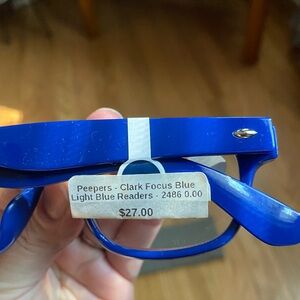 Peepers - Clark Focus Blue
Light Blue Readers - 2486 0.00
$27.00